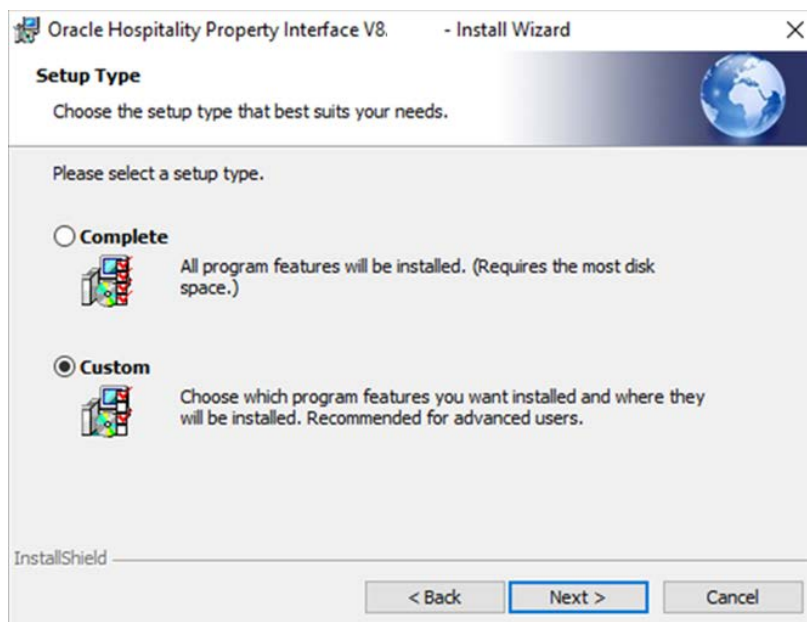 Oracle Hospitality Property Interface V8. - Install Wizard
Setup Type
Choose the setup type that best suits your needs.
Please select a setup type.
Complete
All program features will be installed. (Requires the most disk
space.)
Custom
Choose which program features you want installed and where they
will be installed. Recommended for advanced users.
InstallShield
< Back Next > Cancel